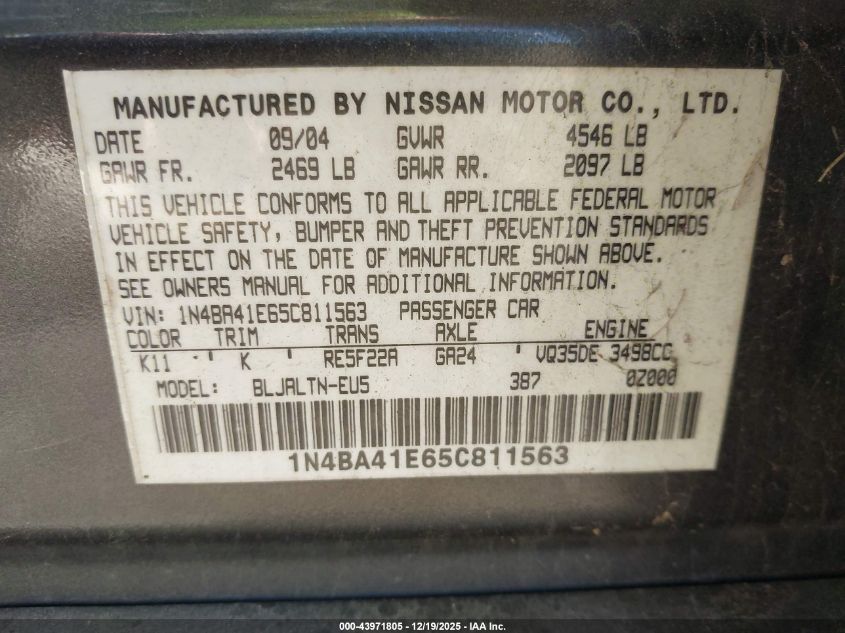 MANUFACTURED BY NISSAN MOTOR CO., LTD.
DATE 09/04 GVWR 4546 LB
GAWR FR. 2469 LB GAWR RR. 2097 LB
THIS VEHICLE CONFORMS TO ALL APPLICABLE FEDERAL MOTOR
VEHICLE SAFETY, BUMPER AND THEFT PREVENTION STANDARDS
IN EFFECT ON THE DATE OF MANUFACTURE SHOWN ABOVE.
SEE OWNERS MANUAL FOR ADDITIONAL INFORMATION.
VIN: 1N4BA41E65C811563 PASSENGER CAR
COLOR TRIM TRANS AXLE ENGINE
K11 ' K ' RE5F22A GA24 ' VQ35DE 3498CC
MODEL: BLJALTN-EU5 387 0Z000
1N4BA41E65C811563
000-43971805 - 12/19/2025 - IAA Inc.